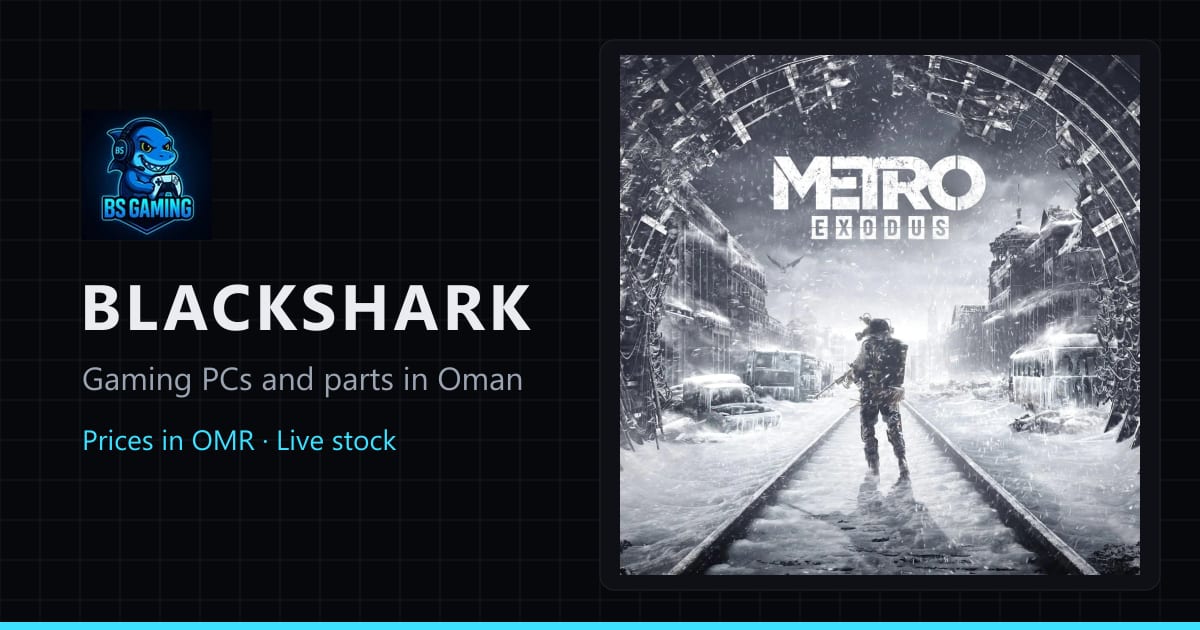 BS
BS GAMING
BLACKSHARK
Gaming PCs and parts in Oman
Prices in OMR · Live stock
METRO
EXODUS